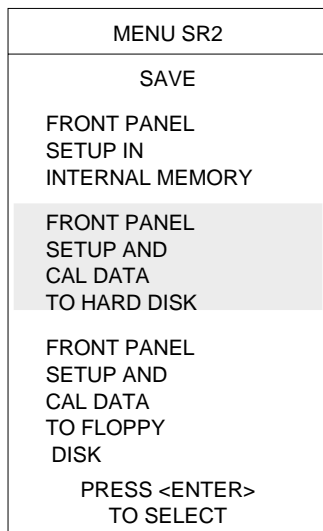 MENU SR2
SAVE
FRONT PANEL
SETUP IN
INTERNAL MEMORY
FRONT PANEL
SETUP AND
CAL DATA
TO HARD DISK
FRONT PANEL
SETUP AND
CAL DATA
TO FLOPPY
DISK
PRESS <ENTER>
TO SELECT